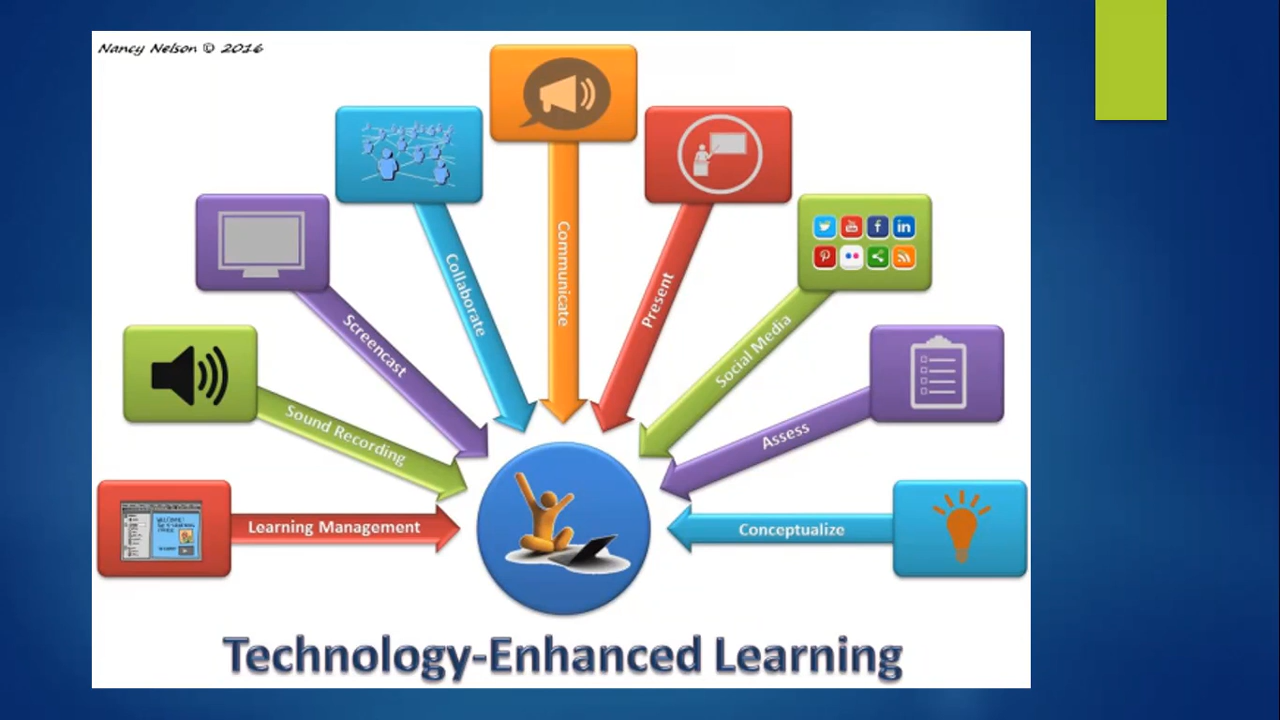 Nancy Nelson © 2016
Communicate
Collaborate
Present
Screencast
Social Media
Sound Recording
Assess
Learning Management
Conceptualize
Technology-Enhanced Learning